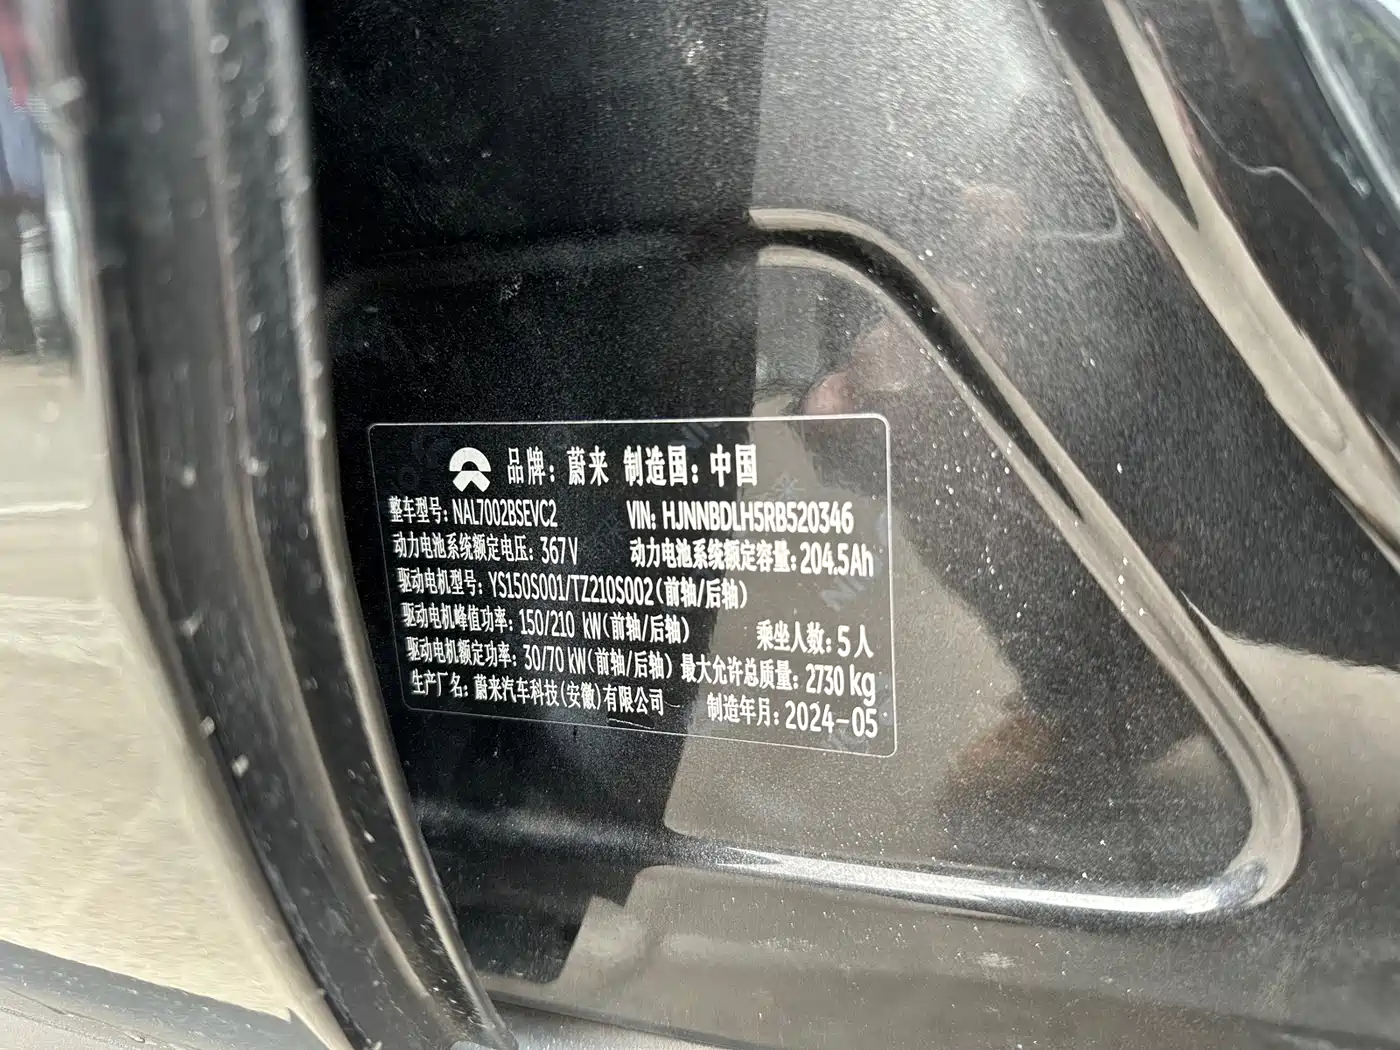 品牌：蔚来 制造国：中国
整车型号：NAL7002BSEVC2 VIN：HJNNBDLH5RB520346
动力电池系统额定电压：367V 动力电池系统额定容量：204.5Ah
驱动电机型号：YS150S001/TZ210S002（前轴/后轴）
驱动电机峰值功率：150/210 kW（前轴/后轴） 乘坐人数：5人
驱动电机额定功率：30/70 kW（前轴/后轴） 最大允许总质量：2730 kg
生产厂名：蔚来汽车科技（安徽）有限公司 制造年月：2024-05